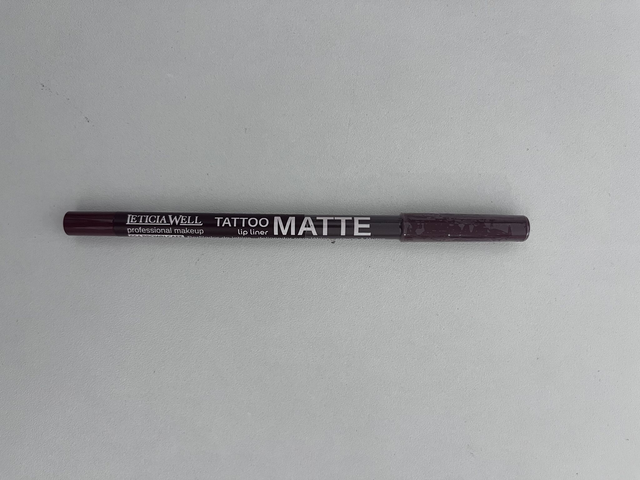 LETICIA WELL
professional makeup
TATTOO
lip liner
MATTE